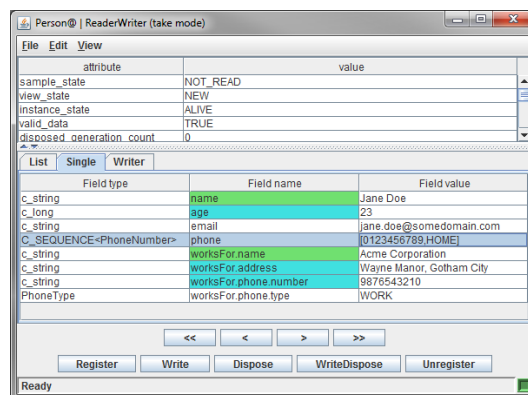 Person@ | ReaderWriter (take mode)
File Edit View
attribute value
sample_state NOT_READ
view_state NEW
instance_state ALIVE
valid_data TRUE
disposed_generation_count 0
List Single Writer
Field type Field name Field value
c_string name Jane Doe
c_long age 23
c_string email jane.doe@somedomain.com
C_SEQUENCE<PhoneNumber> phone [0123456789,HOME]
c_string worksFor.name Acme Corporation
c_string worksFor.address Wayne Manor, Gotham City
c_string worksFor.phone.number 9876543210
PhoneType worksFor.phone.type WORK
<< < > >>
Register Write Dispose WriteDispose Unregister
Ready